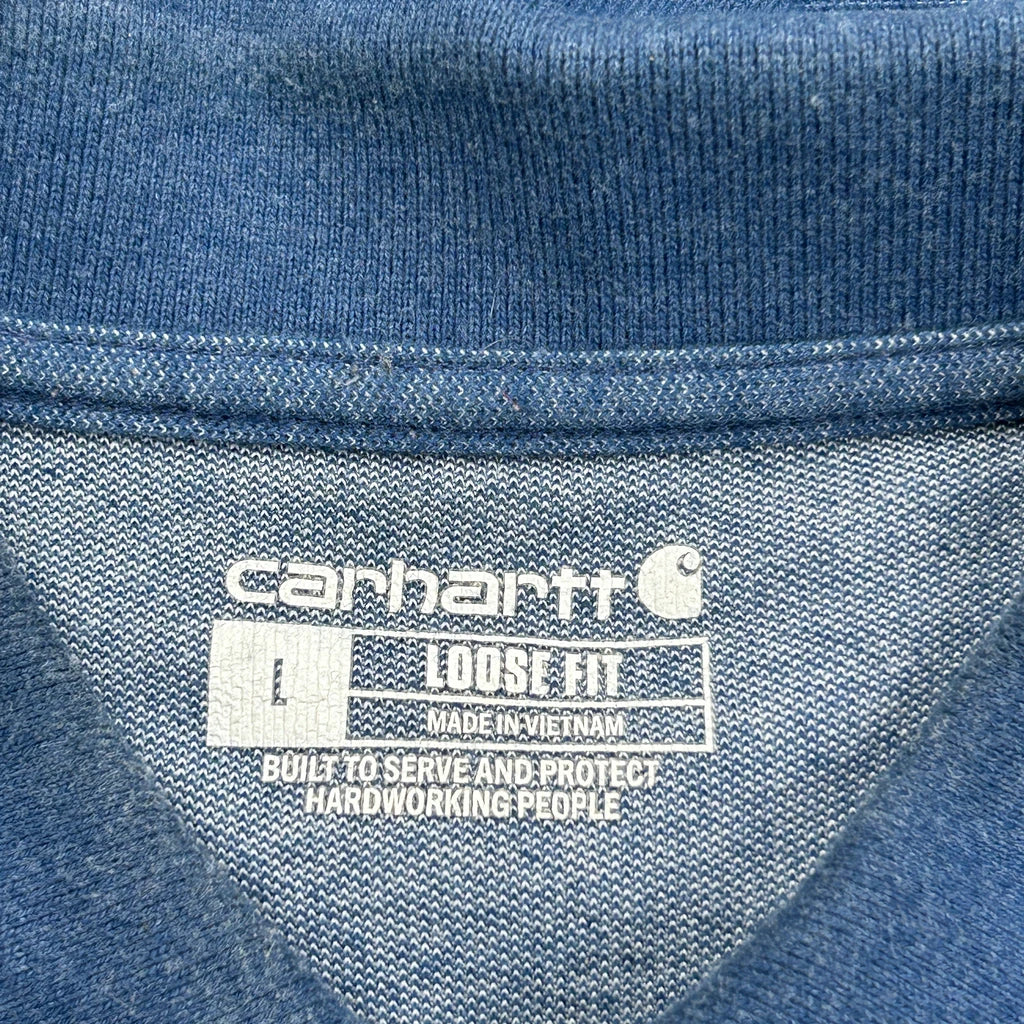 carhartt
L
LOOSE FIT
MADE IN VIETNAM
BUILT TO SERVE AND PROTECT
HARDWORKING PEOPLE